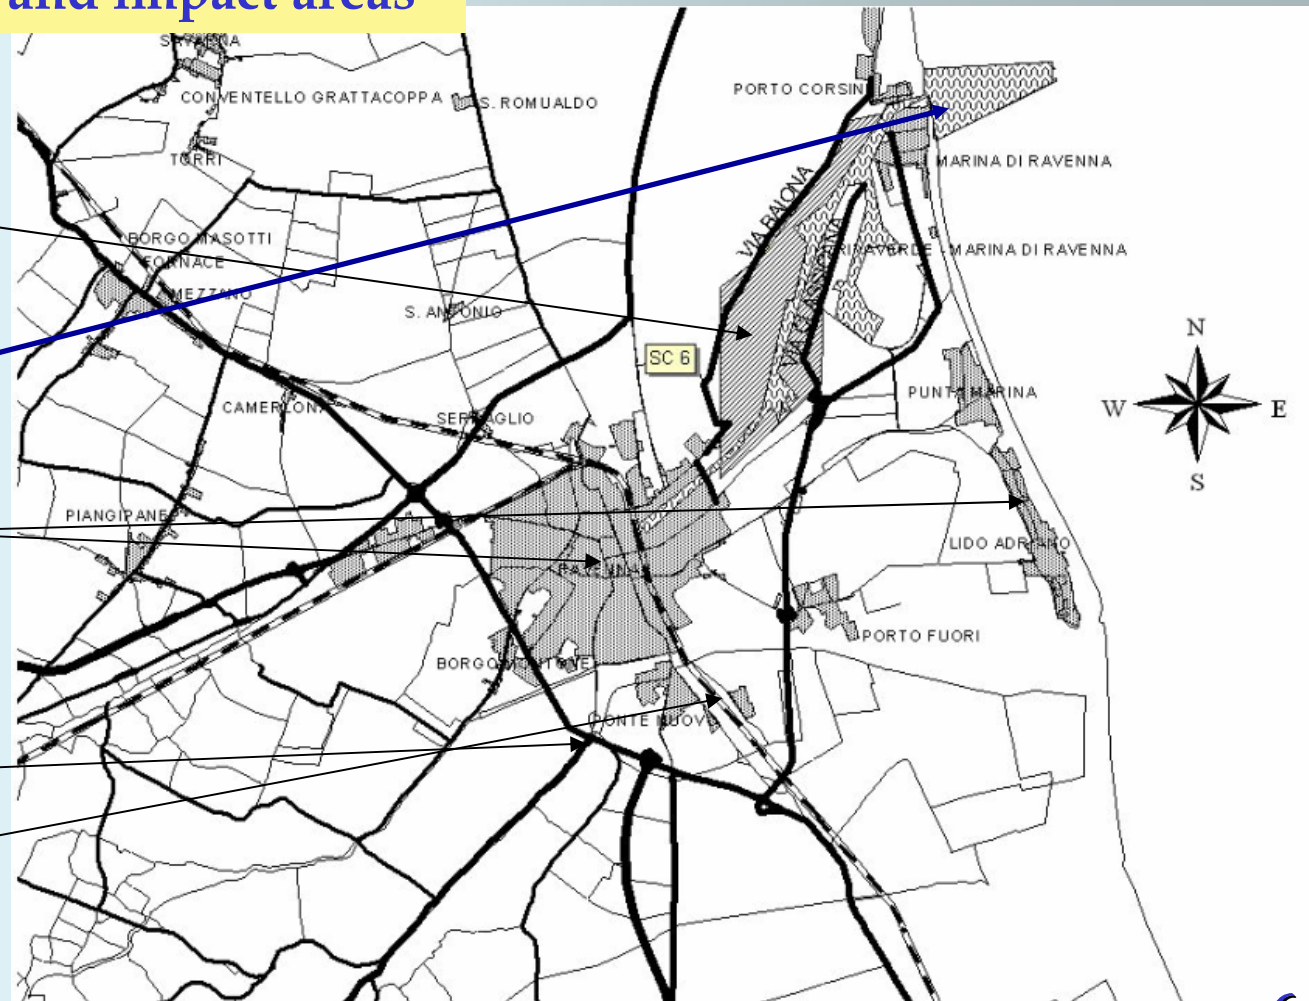 and impact areas
SAVARNA
PORTO CORSINI
CONVENTELLO GRATTACOPPA
S. ROMUALDO
TORRI
MARINA DI RAVENNA
VIA BAIONA
BORGO MASOTTI
FORNACE
MARINA DI RAVENNA
MEZZANO
S. ANTONIO
N
SC 6
PUNTA MARINA
W
E
CAMERLONA
SERRAGLIO
S
PIANGIPANE
LIDO ADRIANO
RAVENNA
PORTO FUORI
BORGO MONTONE
PONTE NUOVO